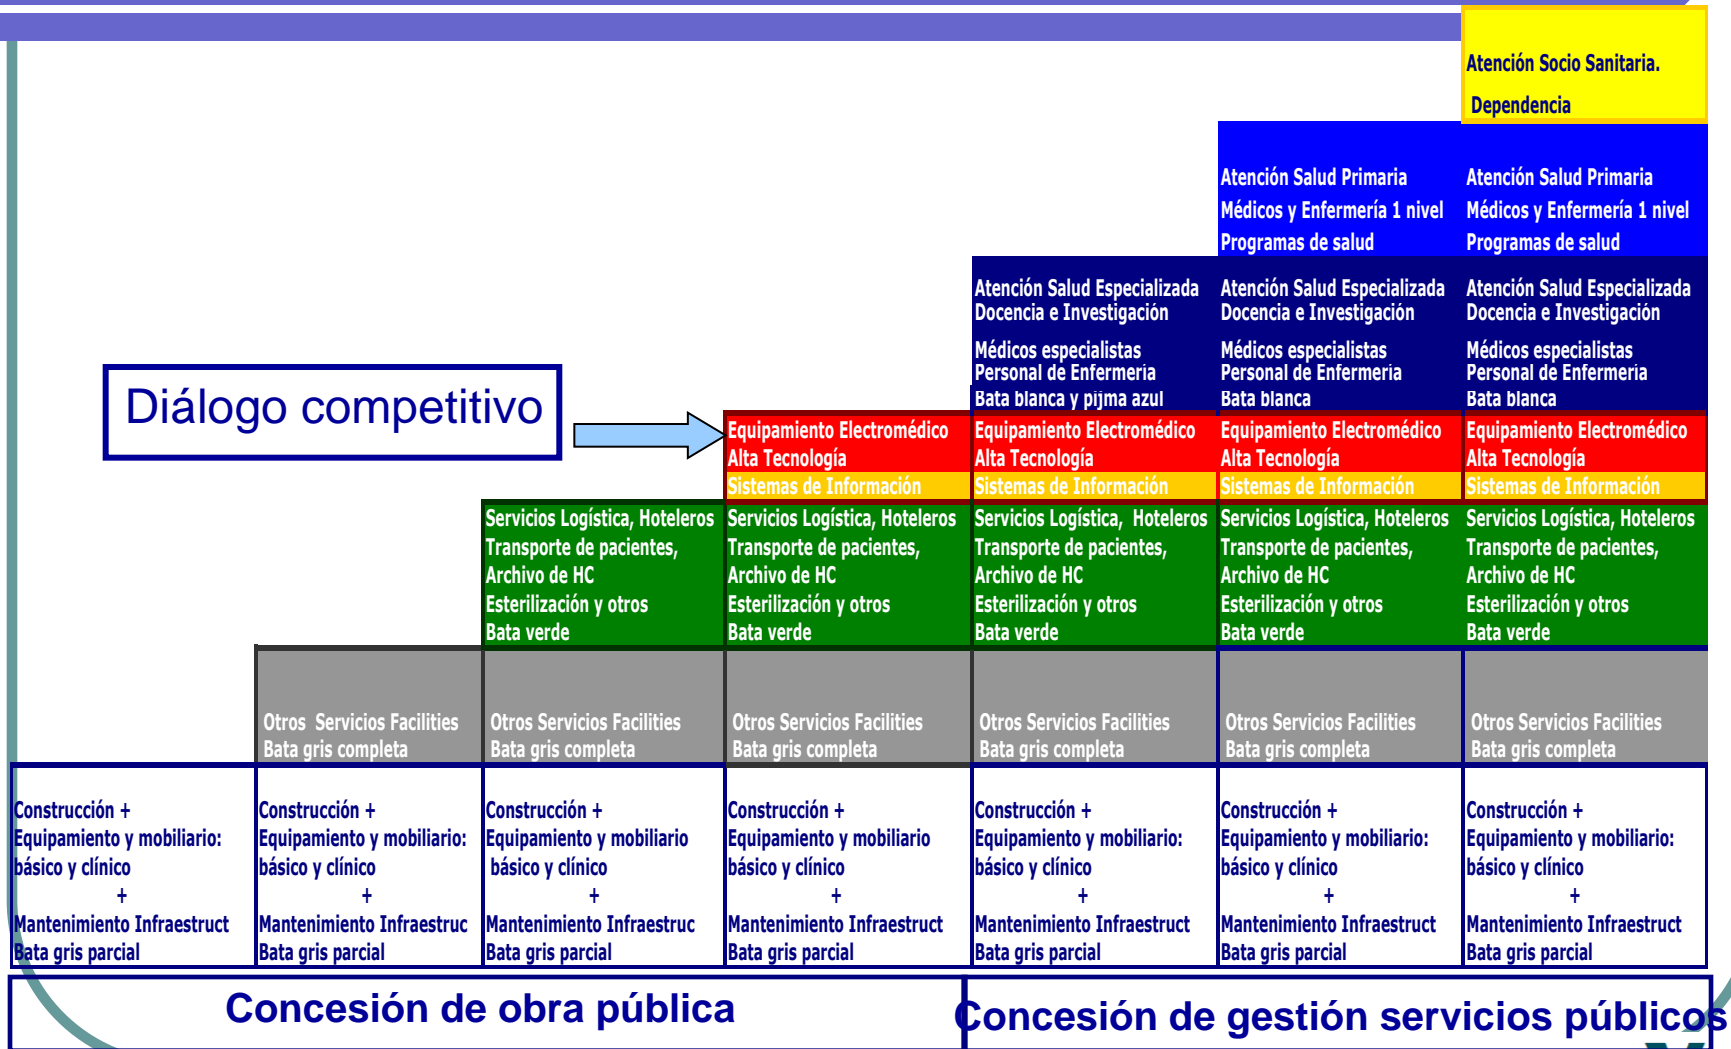 Atención Socio Sanitaria.
Dependencia
Atención Salud Primaria
Médicos y Enfermería 1 nivel
Programas de salud
Atención Salud Primaria
Médicos y Enfermería 1 nivel
Programas de salud
Atención Salud Especializada
Docencia e Investigación
Médicos especialistas
Personal de Enfermería
Bata blanca y pijma azul
Atención Salud Especializada
Docencia e Investigación
Médicos especialistas
Personal de Enfermería
Bata blanca
Atención Salud Especializada
Docencia e Investigación
Médicos especialistas
Personal de Enfermería
Bata blanca
Diálogo competitivo
Equipamiento Electromédico
Alta Tecnología
Sistemas de Información
Equipamiento Electromédico
Alta Tecnología
Sistemas de Información
Equipamiento Electromédico
Alta Tecnología
Sistemas de Información
Equipamiento Electromédico
Alta Tecnología
Sistemas de Información
Servicios Logística, Hoteleros
Transporte de pacientes,
Archivo de HC
Esterilización y otros
Bata verde
Servicios Logística, Hoteleros
Transporte de pacientes,
Archivo de HC
Esterilización y otros
Bata verde
Servicios Logística, Hoteleros
Transporte de pacientes,
Archivo de HC
Esterilización y otros
Bata verde
Servicios Logística, Hoteleros
Transporte de pacientes,
Archivo de HC
Esterilización y otros
Bata verde
Servicios Logística, Hoteleros
Transporte de pacientes,
Archivo de HC
Esterilización y otros
Bata verde
Otros Servicios Facilities
Bata gris completa
Otros Servicios Facilities
Bata gris completa
Otros Servicios Facilities
Bata gris completa
Otros Servicios Facilities
Bata gris completa
Otros Servicios Facilities
Bata gris completa
Otros Servicios Facilities
Bata gris completa
Construcción +
Equipamiento y mobiliario:
básico y clínico
+
Mantenimiento Infraestruct
Bata gris parcial
Construcción +
Equipamiento y mobiliario:
básico y clínico
+
Mantenimiento Infraestruc
Bata gris parcial
Construcción +
Equipamiento y mobiliario
básico y clínico
+
Mantenimiento Infraestruc
Bata gris parcial
Construcción +
Equipamiento y mobiliario
básico y clínico
+
Mantenimiento Infraestruct
Bata gris parcial
Construcción +
Equipamiento y mobiliario:
básico y clínico
+
Mantenimiento Infraestruct
Bata gris parcial
Construcción +
Equipamiento y mobiliario:
básico y clínico
+
Mantenimiento Infraestruct
Bata gris parcial
Construcción +
Equipamiento y mobiliario:
básico y clínico
+
Mantenimiento Infraestruct
Bata gris parcial
Concesión de obra pública
Concesión de gestión servicios públicos